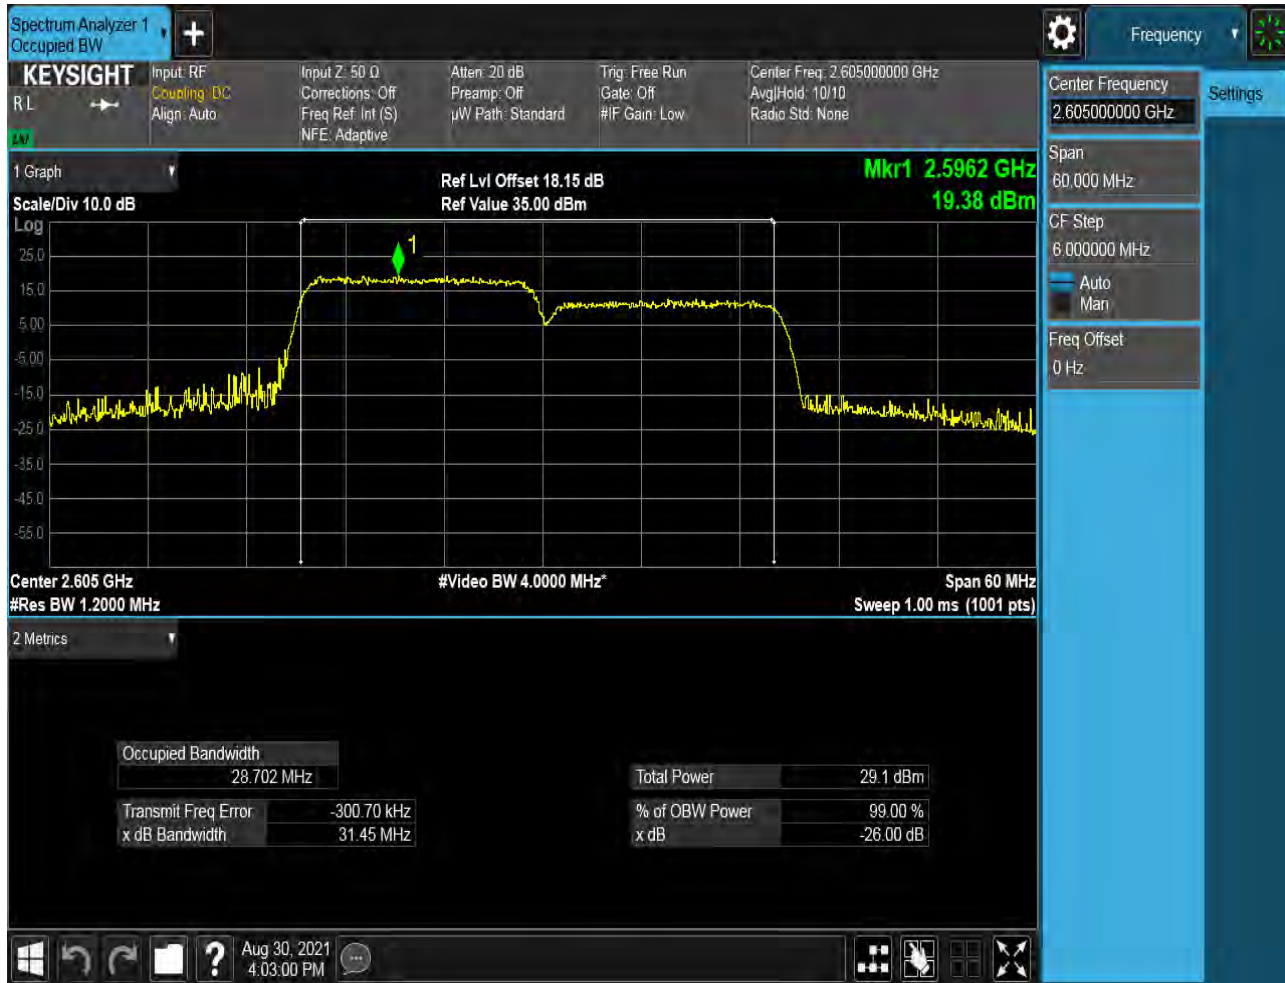 Spectrum Analyzer 1
Occupied BW
Frequency
KEYSIGHT
R L
Input: RF
Coupling: DC
Align: Auto
Input Z: 50 Ω
Corrections: Off
Freq Ref: Int (S)
NFE: Adaptive
Atten: 20 dB
Preamp: Off
µW Path: Standard
Trig: Free Run
Gate: Off
#IF Gain: Low
Center Freq: 2.605000000 GHz
Avg|Hold: 10/10
Radio Std: None
Center Frequency
2.605000000 GHz
Settings
Span
60.000 MHz
CF Step
6.000000 MHz
Auto
Man
Freq Offset
0 Hz
1 Graph
Scale/Div 10.0 dB
Ref Lvl Offset 18.15 dB
Ref Value 35.00 dBm
Mkr1 2.5962 GHz
19.38 dBm
Log
1
25.0
15.0
5.00
-5.00
-15.0
-25.0
-35.0
-45.0
-55.0
Center 2.605 GHz
#Video BW 4.0000 MHz*
Span 60 MHz
#Res BW 1.2000 MHz
Sweep 1.00 ms (1001 pts)
2 Metrics
Occupied Bandwidth
28.702 MHz
Total Power 29.1 dBm
Transmit Freq Error -300.70 kHz
% of OBW Power 99.00 %
x dB Bandwidth 31.45 MHz
x dB -26.00 dB
?
Aug 30, 2021
4:03:00 PM